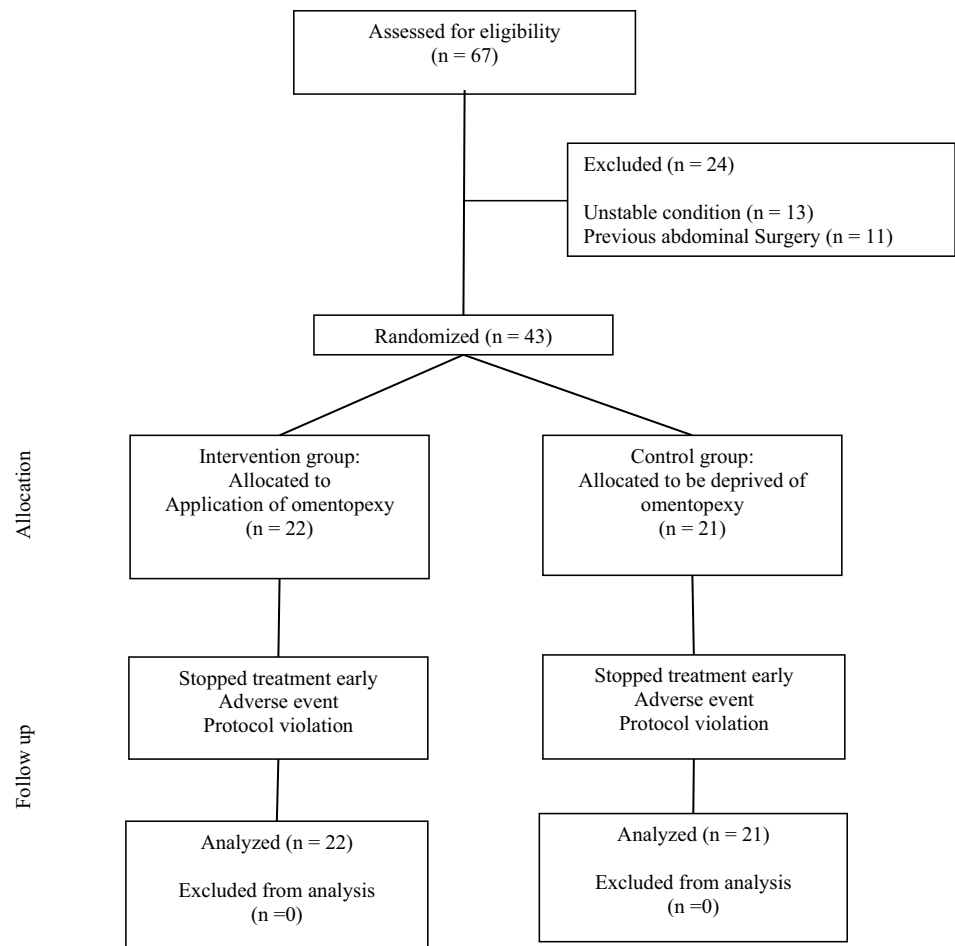 Assessed for eligibility
(n = 67)
Excluded (n = 24)
Unstable condition (n = 13)
Previous abdominal Surgery (n = 11)
Randomized (n = 43)
Allocation
Intervention group:
Allocated to
Application of omentopexy
(n = 22)
Control group:
Allocated to be deprived of
omentopexy
(n = 21)
Follow up
Stopped treatment early
Adverse event
Protocol violation
Stopped treatment early
Adverse event
Protocol violation
Analyzed (n = 22)
Excluded from analysis
(n =0)
Analyzed (n = 21)
Excluded from analysis
(n =0)